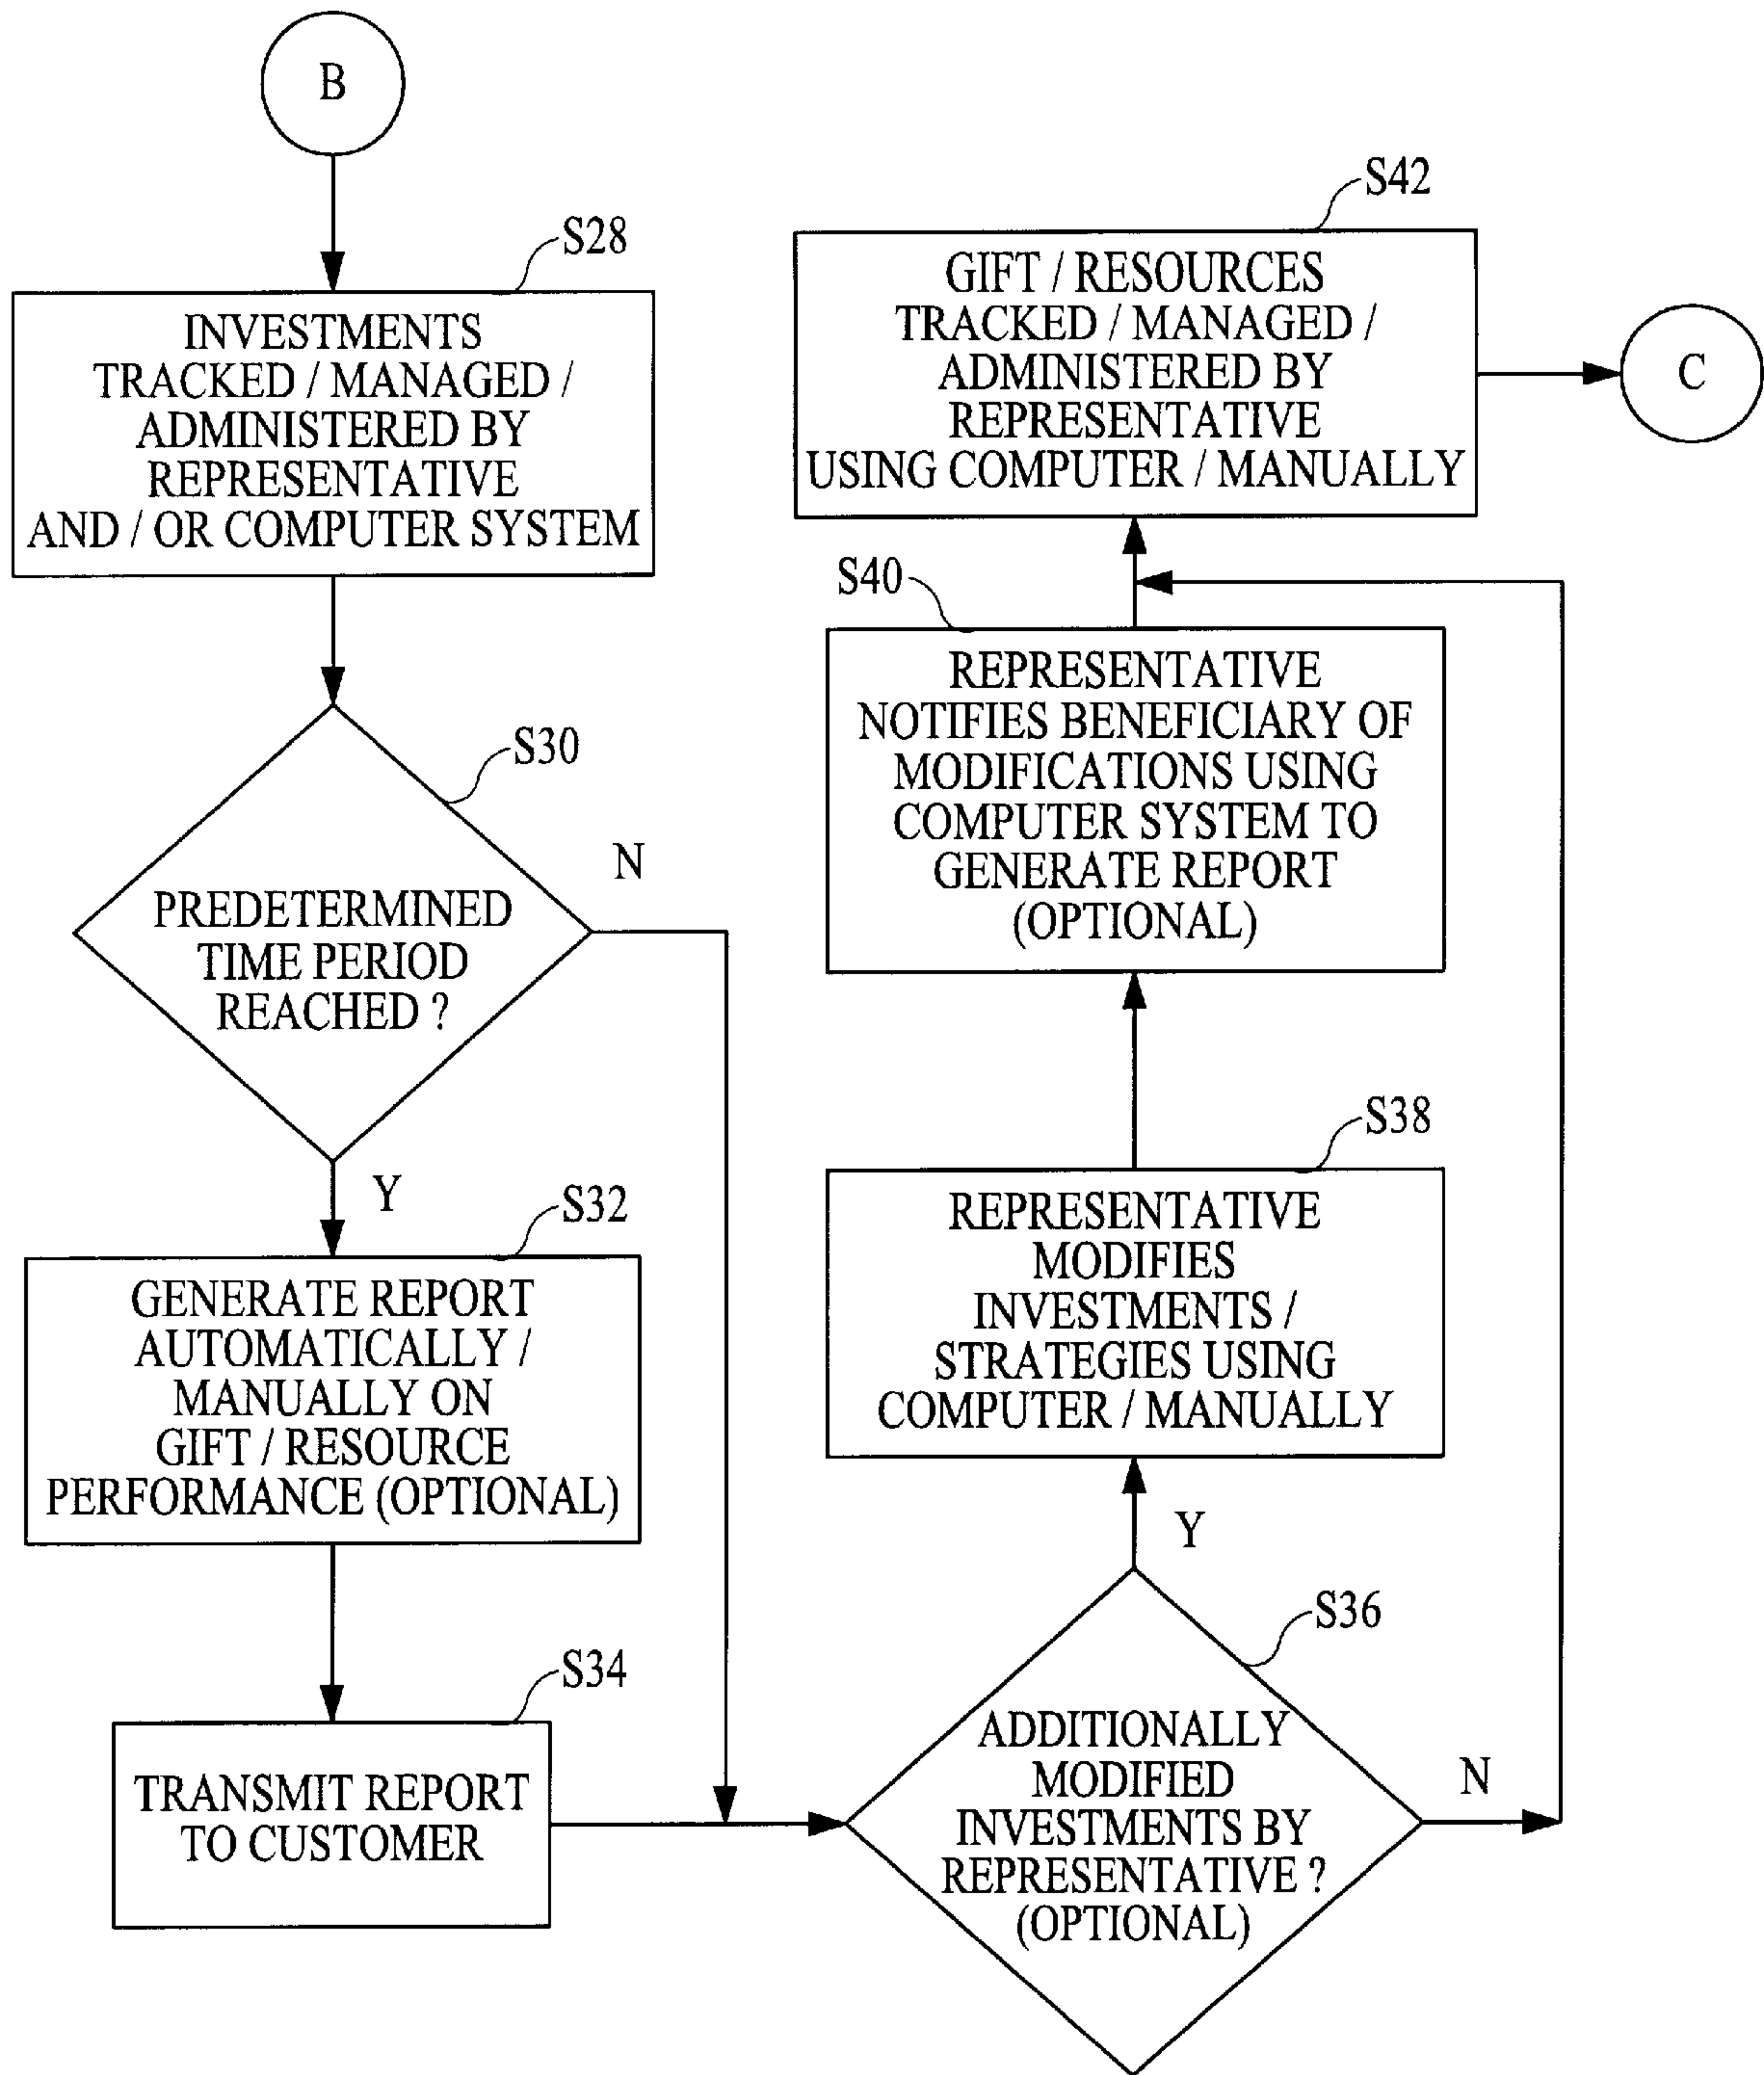 B
S28
INVESTMENTS
TRACKED / MANAGED /
ADMINISTERED BY
REPRESENTATIVE
AND / OR COMPUTER SYSTEM
S30
PREDETERMINED
TIME PERIOD
REACHED ?
N
Y
S32
GENERATE REPORT
AUTOMATICALLY /
MANUALLY ON
GIFT / RESOURCE
PERFORMANCE (OPTIONAL)
S34
TRANSMIT REPORT
TO CUSTOMER
S36
ADDITIONALLY
MODIFIED
INVESTMENTS BY
REPRESENTATIVE ?
(OPTIONAL)
N
Y
S38
REPRESENTATIVE
MODIFIES
INVESTMENTS /
STRATEGIES USING
COMPUTER / MANUALLY
S40
REPRESENTATIVE
NOTIFIES BENEFICIARY OF
MODIFICATIONS USING
COMPUTER SYSTEM TO
GENERATE REPORT
(OPTIONAL)
S42
GIFT / RESOURCES
TRACKED / MANAGED /
ADMINISTERED BY
REPRESENTATIVE
USING COMPUTER / MANUALLY
C